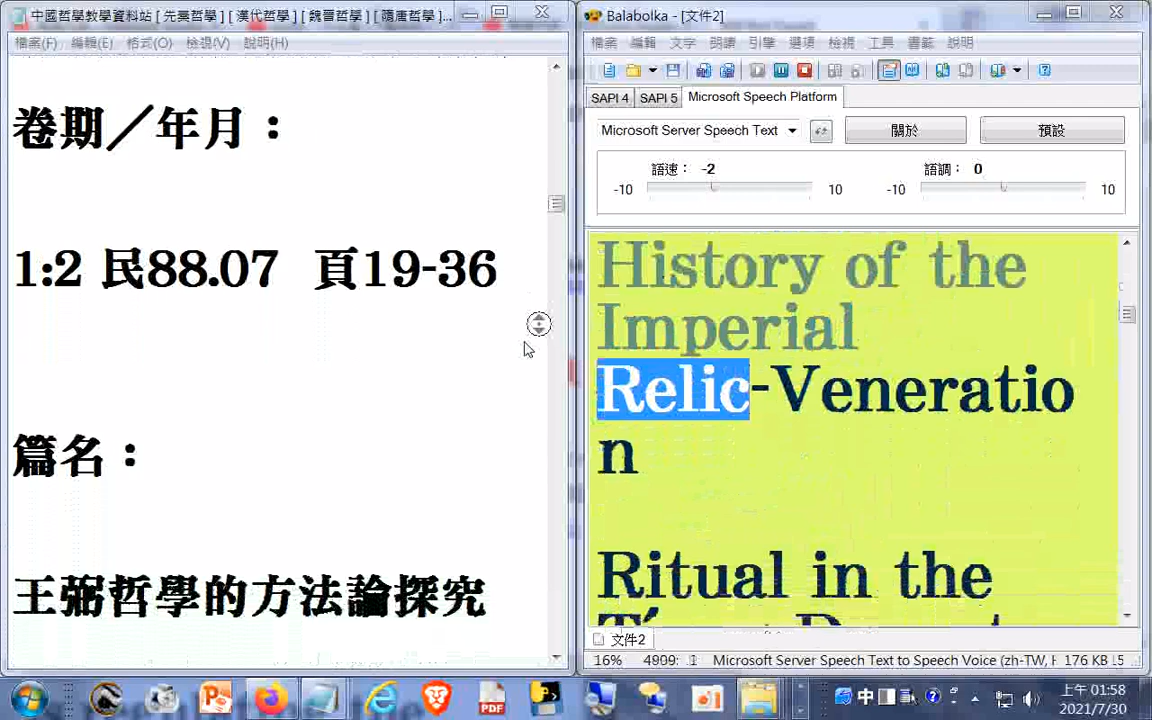 中國哲學教學資料站 [ 先秦哲學 ] [ 漢代哲學 ] [ 魏晉哲學 ] [ 隋唐哲學 ]...
檔案(F) 編輯(E) 格式(O) 檢視(V) 說明(H)
卷期／年月：
1:2 民88.07 頁19-36
篇名：
王弼哲學的方法論探究
Balabolka - [文件2]
檔案 編輯 文字 朗讀 引擎 選項 檢視 工具 書籤 說明
SAPI 4 SAPI 5 Microsoft Speech Platform
Microsoft Server Speech Text 關於 預設
語速： -2 語調： 0
-10 10 -10 10
History of the
Imperial
Relic-Veneratio
n
Ritual in the
文件2
16% 4999: 1 Microsoft Server Speech Text to Speech Voice (zh-TW, H 176 KB
PDF 中 上午 01:58
2021/7/30